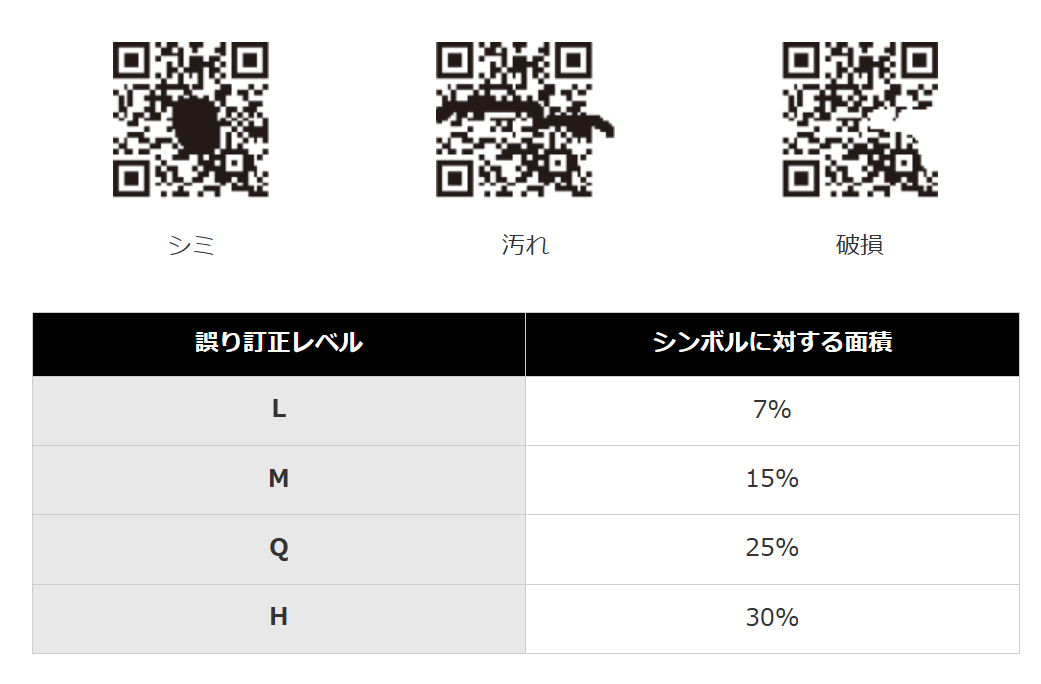 シミ 汚れ 破損
誤り訂正レベル シンボルに対する面積
L 7%
M 15%
Q 25%
H 30%